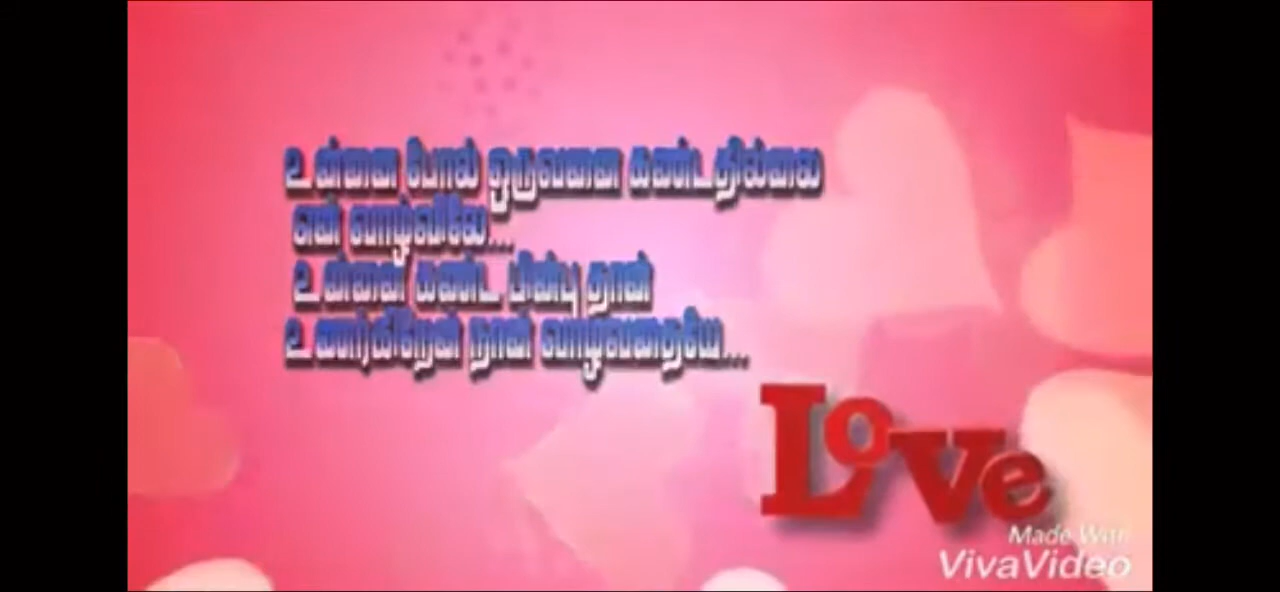 உன்னை போல் ஒருவனை கண்டதில்லை
என் வாழ்விலே...
உன்னை கண்ட பின்பு தான்
உணர்கிறேன் நான் வாழ்வதையே...
Love
Made With
VivaVideo